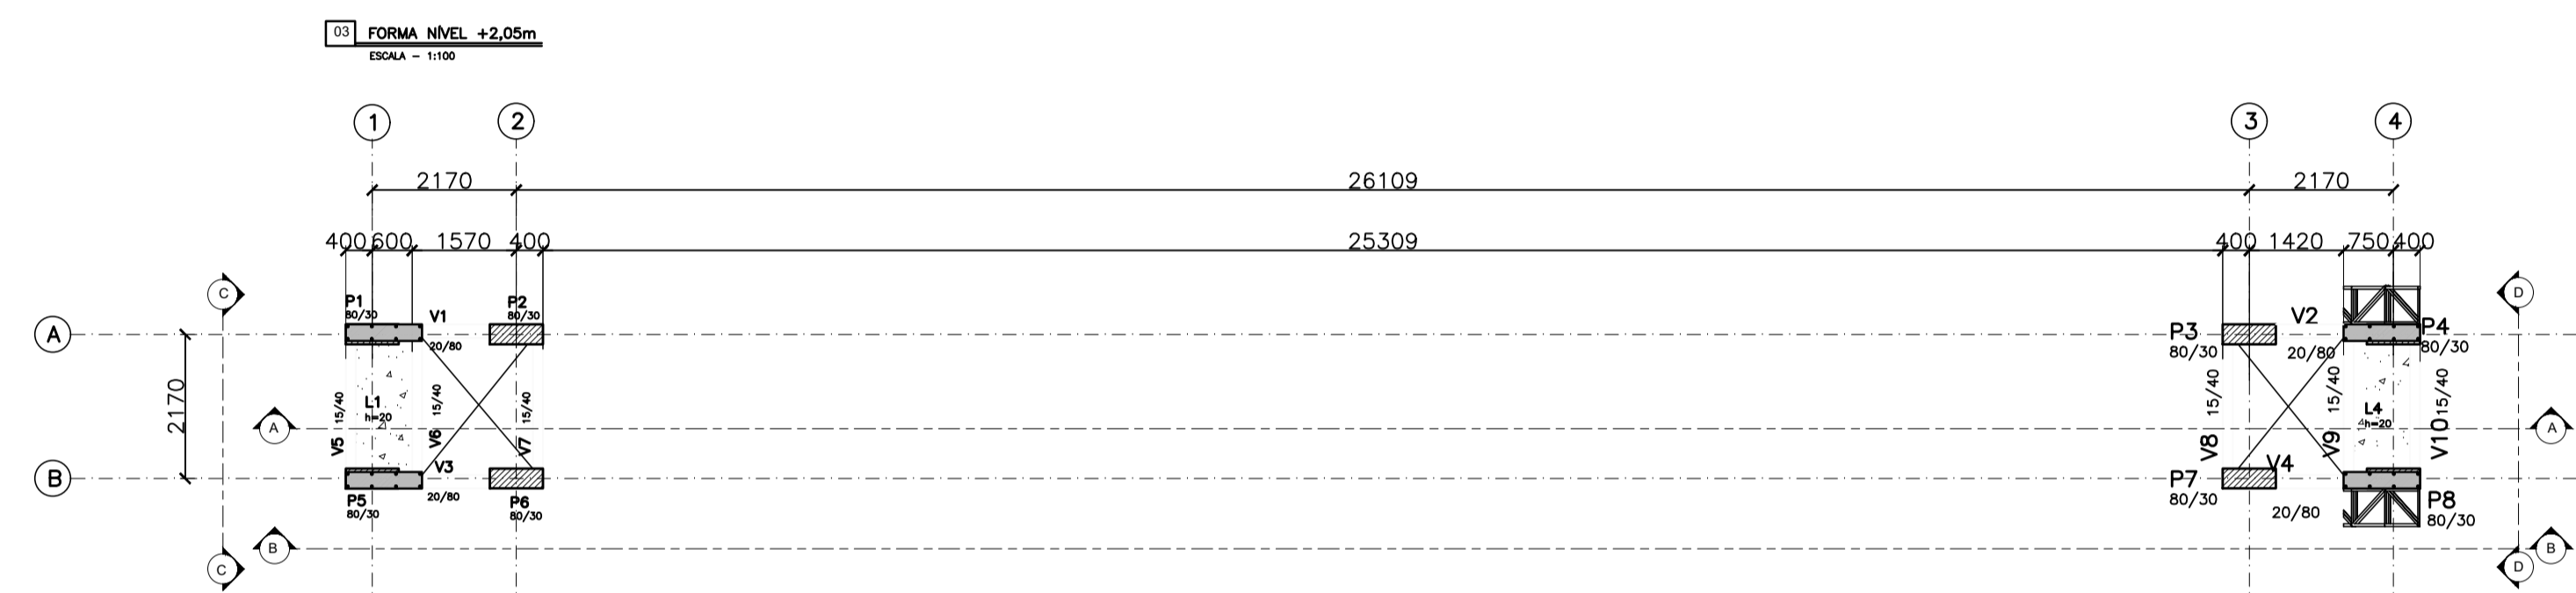 03 FORMA NÍVEL +2,05m
ESCALA - 1:100
1 2 3 4
2170 26109 2170
400 600 1570 400 25309 400 1420 750 400
C D
P1
80/30
V1
20/80
P2
80/30
A
P3
80/30
V2
20/80
P4
80/30
2170
15/40
L1
h=20
15/40
15/40
15/40
15/40
L4
h=20
15/40
A A
V5
V6
V7
V8
V9
V10
B
V3
20/80
P5
80/30
P6
80/30
P7
80/30
V4
20/80
P8
80/30
B B
C D